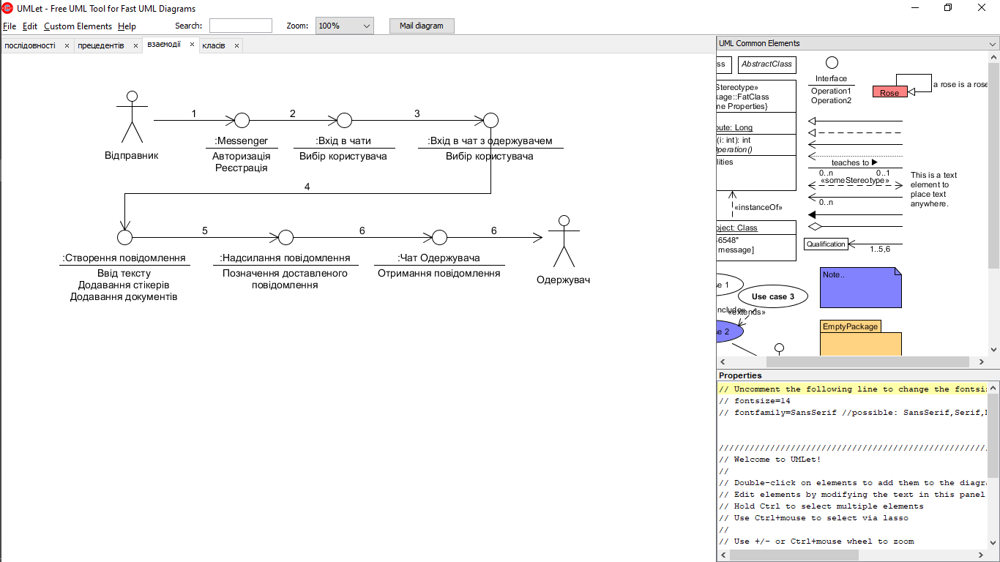 UMLet - Free UML Tool for Fast UML Diagrams
File Edit Custom Elements Help Search: Zoom: 100% Mail diagram
послідовності прецедентів взаємодії класів
Відправник
1
2
3
:Messenger
Авторизація
Реєстрація
:Вхід в чати
Вибір користувача
:Вхід в чат з одержувачем
Вибір користувача
4
5
6
6
:Створення повідомлення
Ввід тексту
Додавання стікерів
Додавання документів
:Надсилання повідомлення
Позначення доставленого
повідомлення
:Чат Одержувача
Отримання повідомлення
Одержувач
UML Common Elements
ss
AbstractClass
Stereotype»
kage::FatClass
me Properties}
oute: Long
(i: int): int
Operation()
lities
«instanceOf»
oject: Class
6548"
message]
e 1
Use case 3
nclude»
«extends»
e 2
Interface
Operation1
Operation2
Rose
a rose is a rose
teaches to
0..n 0..1
«someStereotype»
0..n
This is a text
element to
place text
anywhere.
Qualification
1..5,6
Note..
EmptyPackage
Properties
// Uncomment the following line to change the fontsi
// fontsize=14
// fontfamily=SansSerif //possible: SansSerif,Serif,
////////////////////////////////////////////////////
// Welcome to UMLet!
//
// Double-click on elements to add them to the diagra
// Edit elements by modifying the text in this panel
// Hold Ctrl to select multiple elements
// Use Ctrl+mouse to select via lasso
//
// Use +/- or Ctrl+mouse wheel to zoom